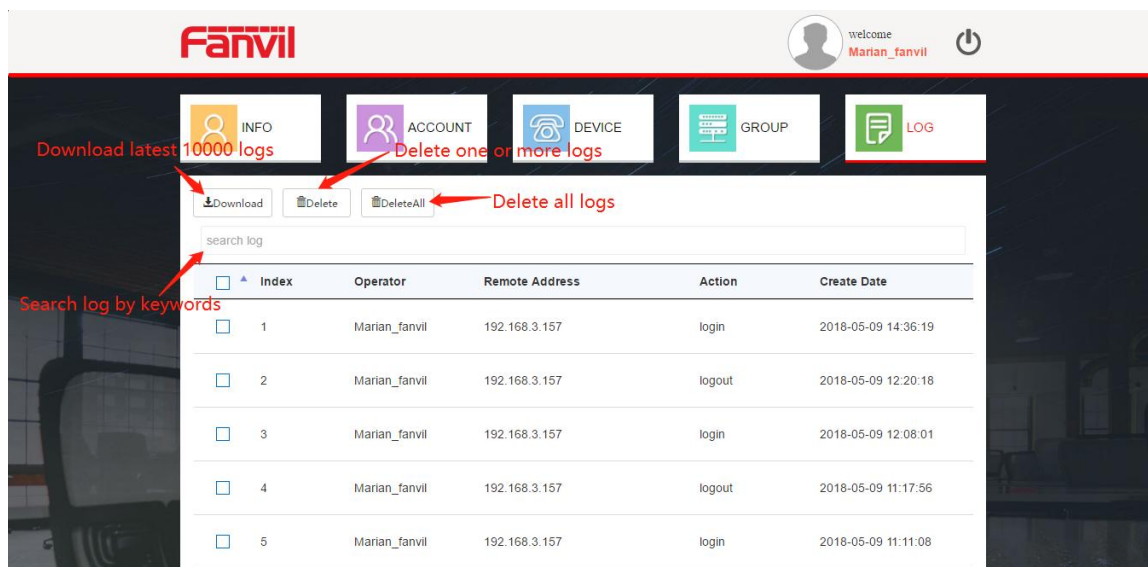 Fanvil
welcome
Marian_fanvil
INFO
ACCOUNT
DEVICE
GROUP
LOG
Download latest 10000 logs
Delete one or more logs
Download
Delete
DeleteAll
Delete all logs
search log
Search log by keywords
Index Operator Remote Address Action Create Date
1 Marian_fanvil 192.168.3.157 login 2018-05-09 14:36:19
2 Marian_fanvil 192.168.3.157 logout 2018-05-09 12:20:18
3 Marian_fanvil 192.168.3.157 login 2018-05-09 12:08:01
4 Marian_fanvil 192.168.3.157 logout 2018-05-09 11:17:56
5 Marian_fanvil 192.168.3.157 login 2018-05-09 11:11:08